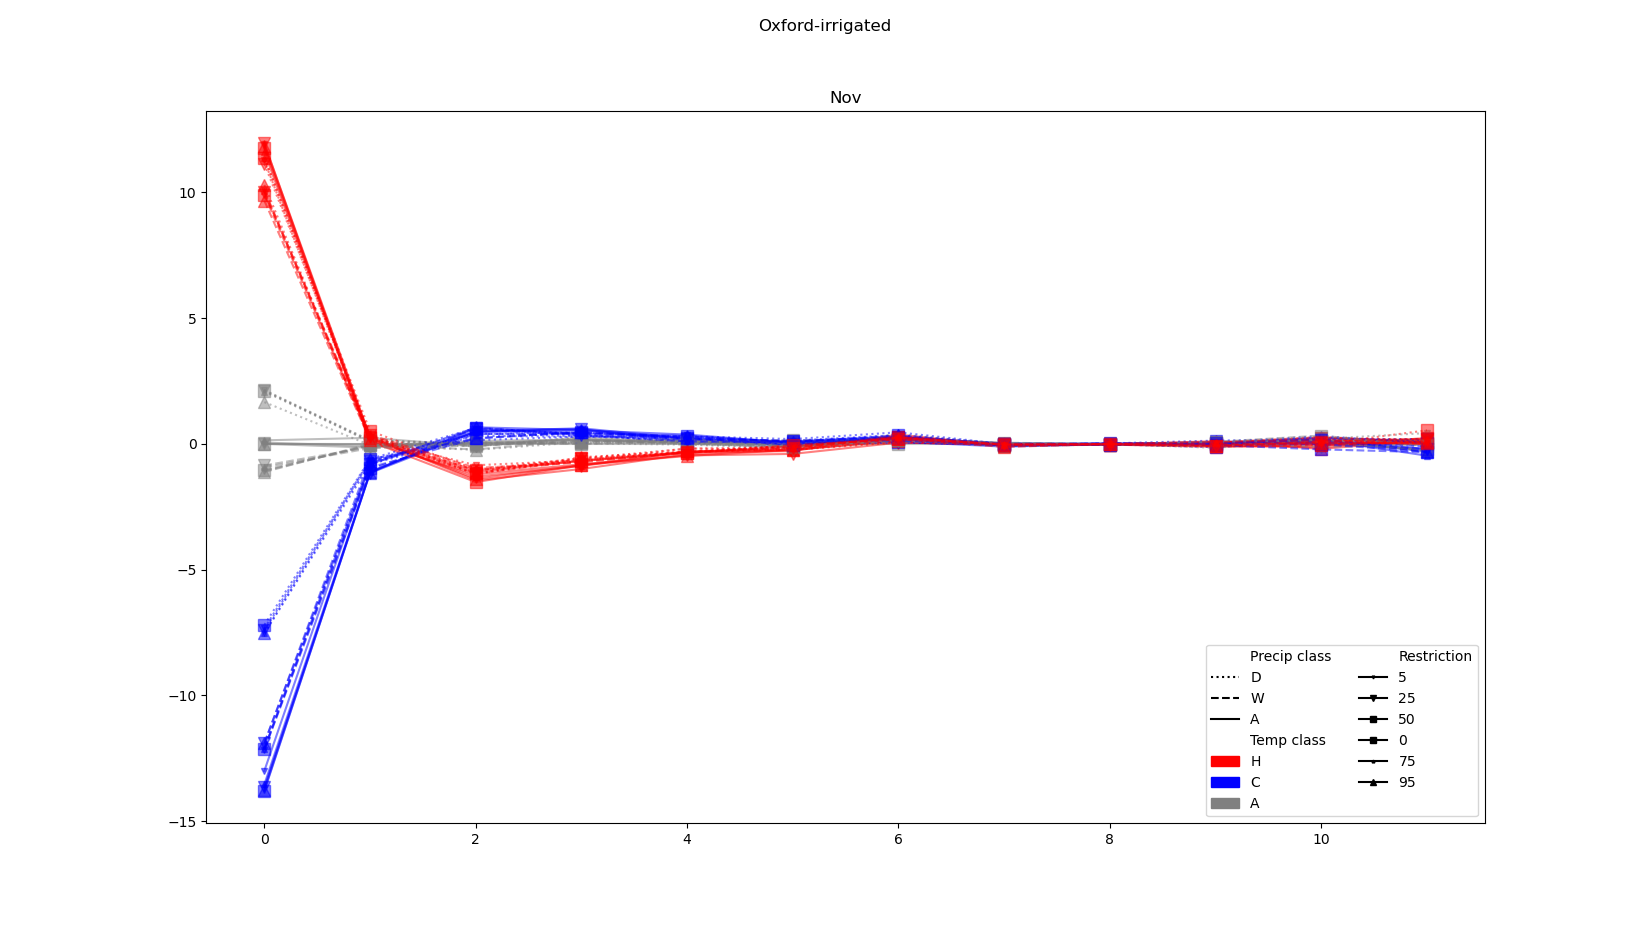 Oxford-irrigated
Nov
10
5
0
−5
−10
−15
0 2 4 6 8 10
Precip class
D
W
A
Temp class
H
C
A
Restriction
5
25
50
0
75
95